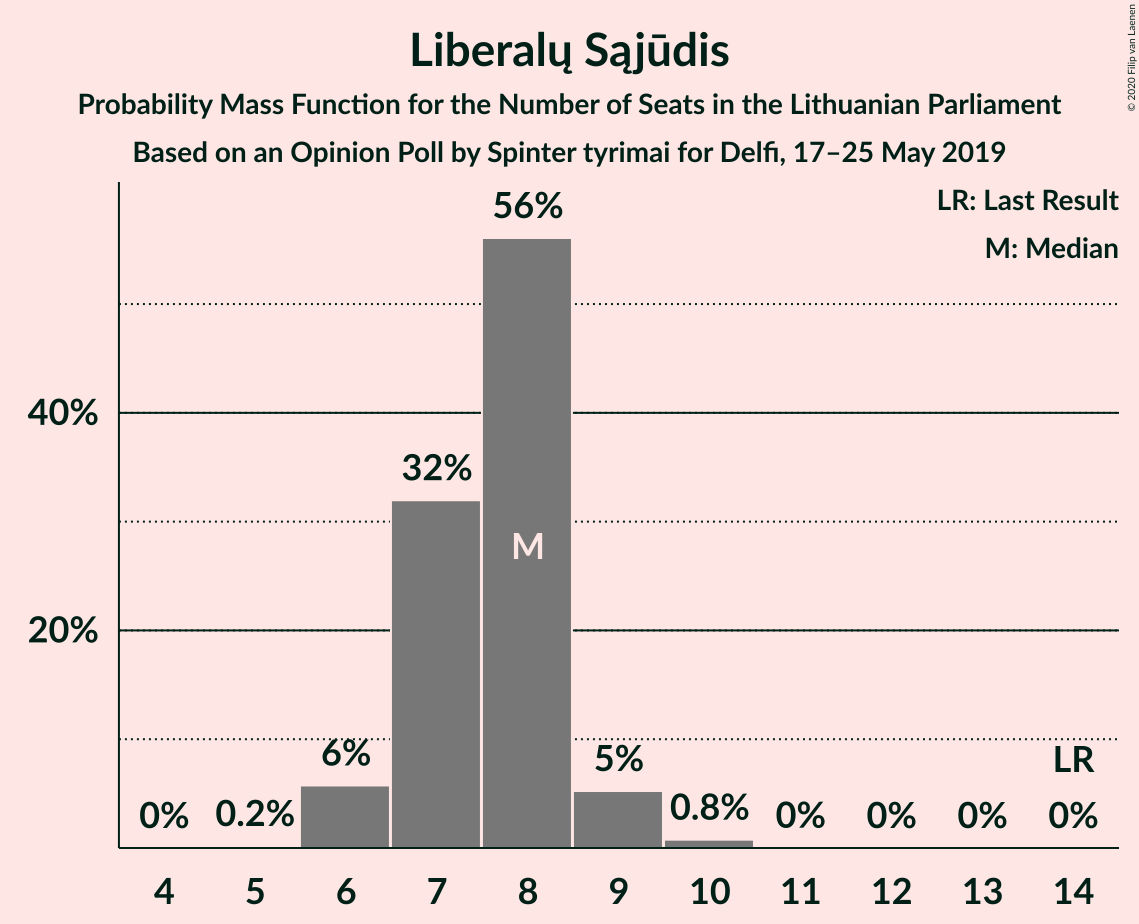 Liberalų Sąjūdis
Probability Mass Function for the Number of Seats in the Lithuanian Parliament
Based on an Opinion Poll by Spinter tyrimai for Delfi, 17–25 May 2019
© 2020 Filip van Laenen
LR: Last Result
M: Median
56%
40%
32%
M
20%
6%
5%
LR
0%
0.2%
0.8%
0%
0%
0%
0%
4 5 6 7 8 9 10 11 12 13 14